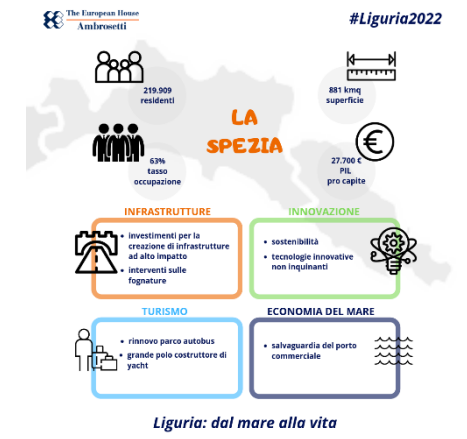 The European House
Ambrosetti
#Liguria2022
219.909
residenti
881 kmq
superficie
LA
SPEZIA
63%
tasso
occupazione
27.700 €
PIL
pro capite
INFRASTRUTTURE
investimenti per la
creazione di infrastrutture
ad alto impatto
interventi sulle
fognature
INNOVAZIONE
sostenibilità
tecnologie innovative
non inquinanti
TURISMO
rinnovo parco autobus
grande polo costruttore di
yacht
ECONOMIA DEL MARE
salvaguardia del porto
commerciale
Liguria: dal mare alla vita